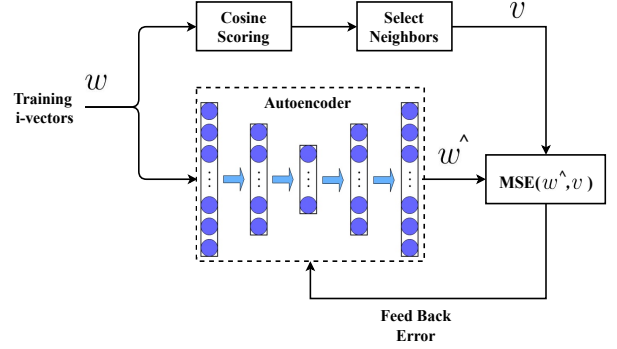 Cosine
Scoring
Select
Neighbors
v
w
Training
i-vectors
Autoencoder
w^
MSE(w^,v )
Feed Back
Error